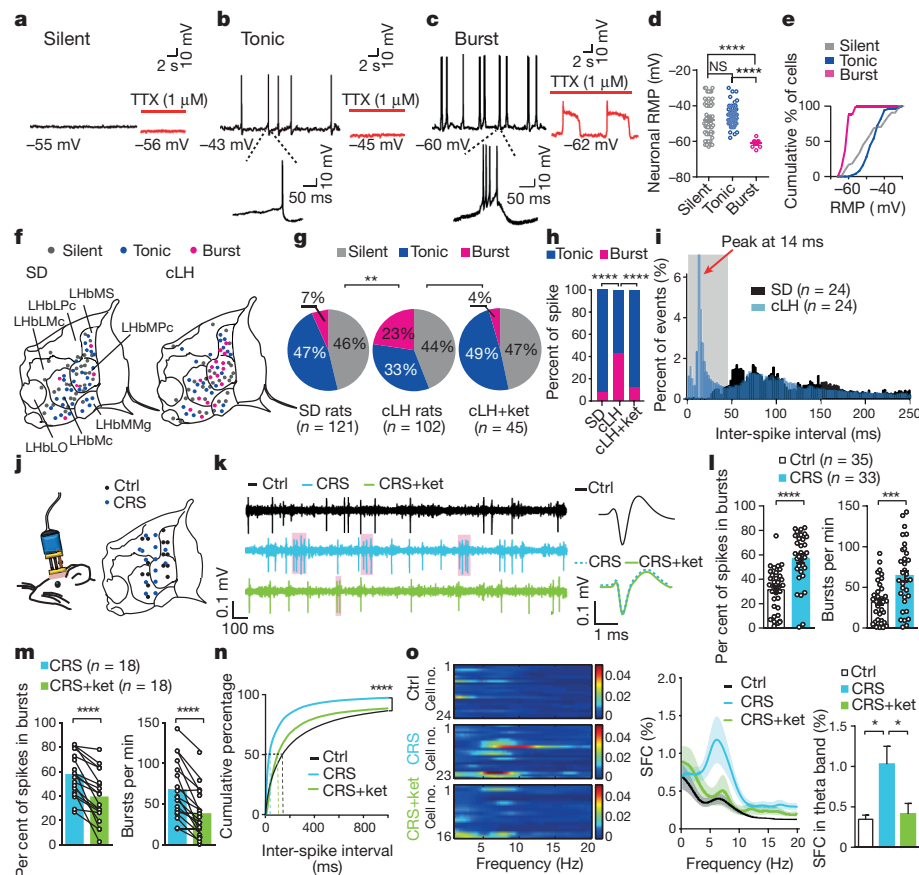 a
Silent
2 s
10 mV
TTX (1 µM)
−55 mV
−56 mV
b
Tonic
2 s
10 mV
TTX (1 µM)
−43 mV
−45 mV
50 ms
10 mV
c
Burst
2 s
10 mV
TTX (1 µM)
−60 mV
−62 mV
50 ms
10 mV
d
Neuronal RMP (mV)
****
NS
****
−20
−40
−60
−80
Silent
Tonic
Burst
e
Silent
Tonic
Burst
Cumulative % of cells
100
50
0
−60
−30
RMP (mV)
f
Silent
Tonic
Burst
SD
cLH
LHbMS
LHbLPc
LHbLMc
LHbMPc
LHbMMg
LHbMc
LHbLO
g
Silent
Tonic
Burst
**
7%
47%
46%
23%
33%
44%
4%
49%
47%
SD rats
(n = 121)
cLH rats
(n = 102)
cLH+ket
(n = 45)
h
Tonic
Burst
**** ****
Percent of spike
100
80
60
40
20
0
SD
cLH
cLH+ket
i
Peak at 14 ms
SD (n = 24)
cLH (n = 24)
Percent of events (%)
6
4
2
0
0
50
100
150
200
250
Inter-spike interval (ms)
j
Ctrl
CRS
k
Ctrl
CRS
CRS+ket
0.1 mV
100 ms
Ctrl
CRS
CRS+ket
0.1 mV
1 ms
l
Ctrl (n = 35)
CRS (n = 33)
Per cent of spikes in bursts
****
100
80
60
40
20
0
Bursts per min
***
150
100
50
0
m
CRS (n = 18)
CRS+ket (n = 18)
Per cent of spikes in bursts
****
100
80
60
40
20
0
Bursts per min
****
150
100
50
0
n
Cumulative percentage
100
50
0
****
Ctrl
CRS
CRS+ket
0
400
800
Inter-spike interval
(ms)
o
Ctrl
Cell no.
1
24
0.04
0.02
0
CRS
Cell no.
1
23
0.04
0.02
0
CRS+ket
Cell no.
1
16
0.04
0.02
0
5
10
15
20
Frequency (Hz)
SFC (%)
Ctrl
CRS
CRS+ket
2.0
1.5
1.0
0.5
0
0
5
10
15
20
Frequency (Hz)
SFC in theta band (%)
Ctrl
CRS
CRS+ket
* *
1.5
1.0
0.5
0